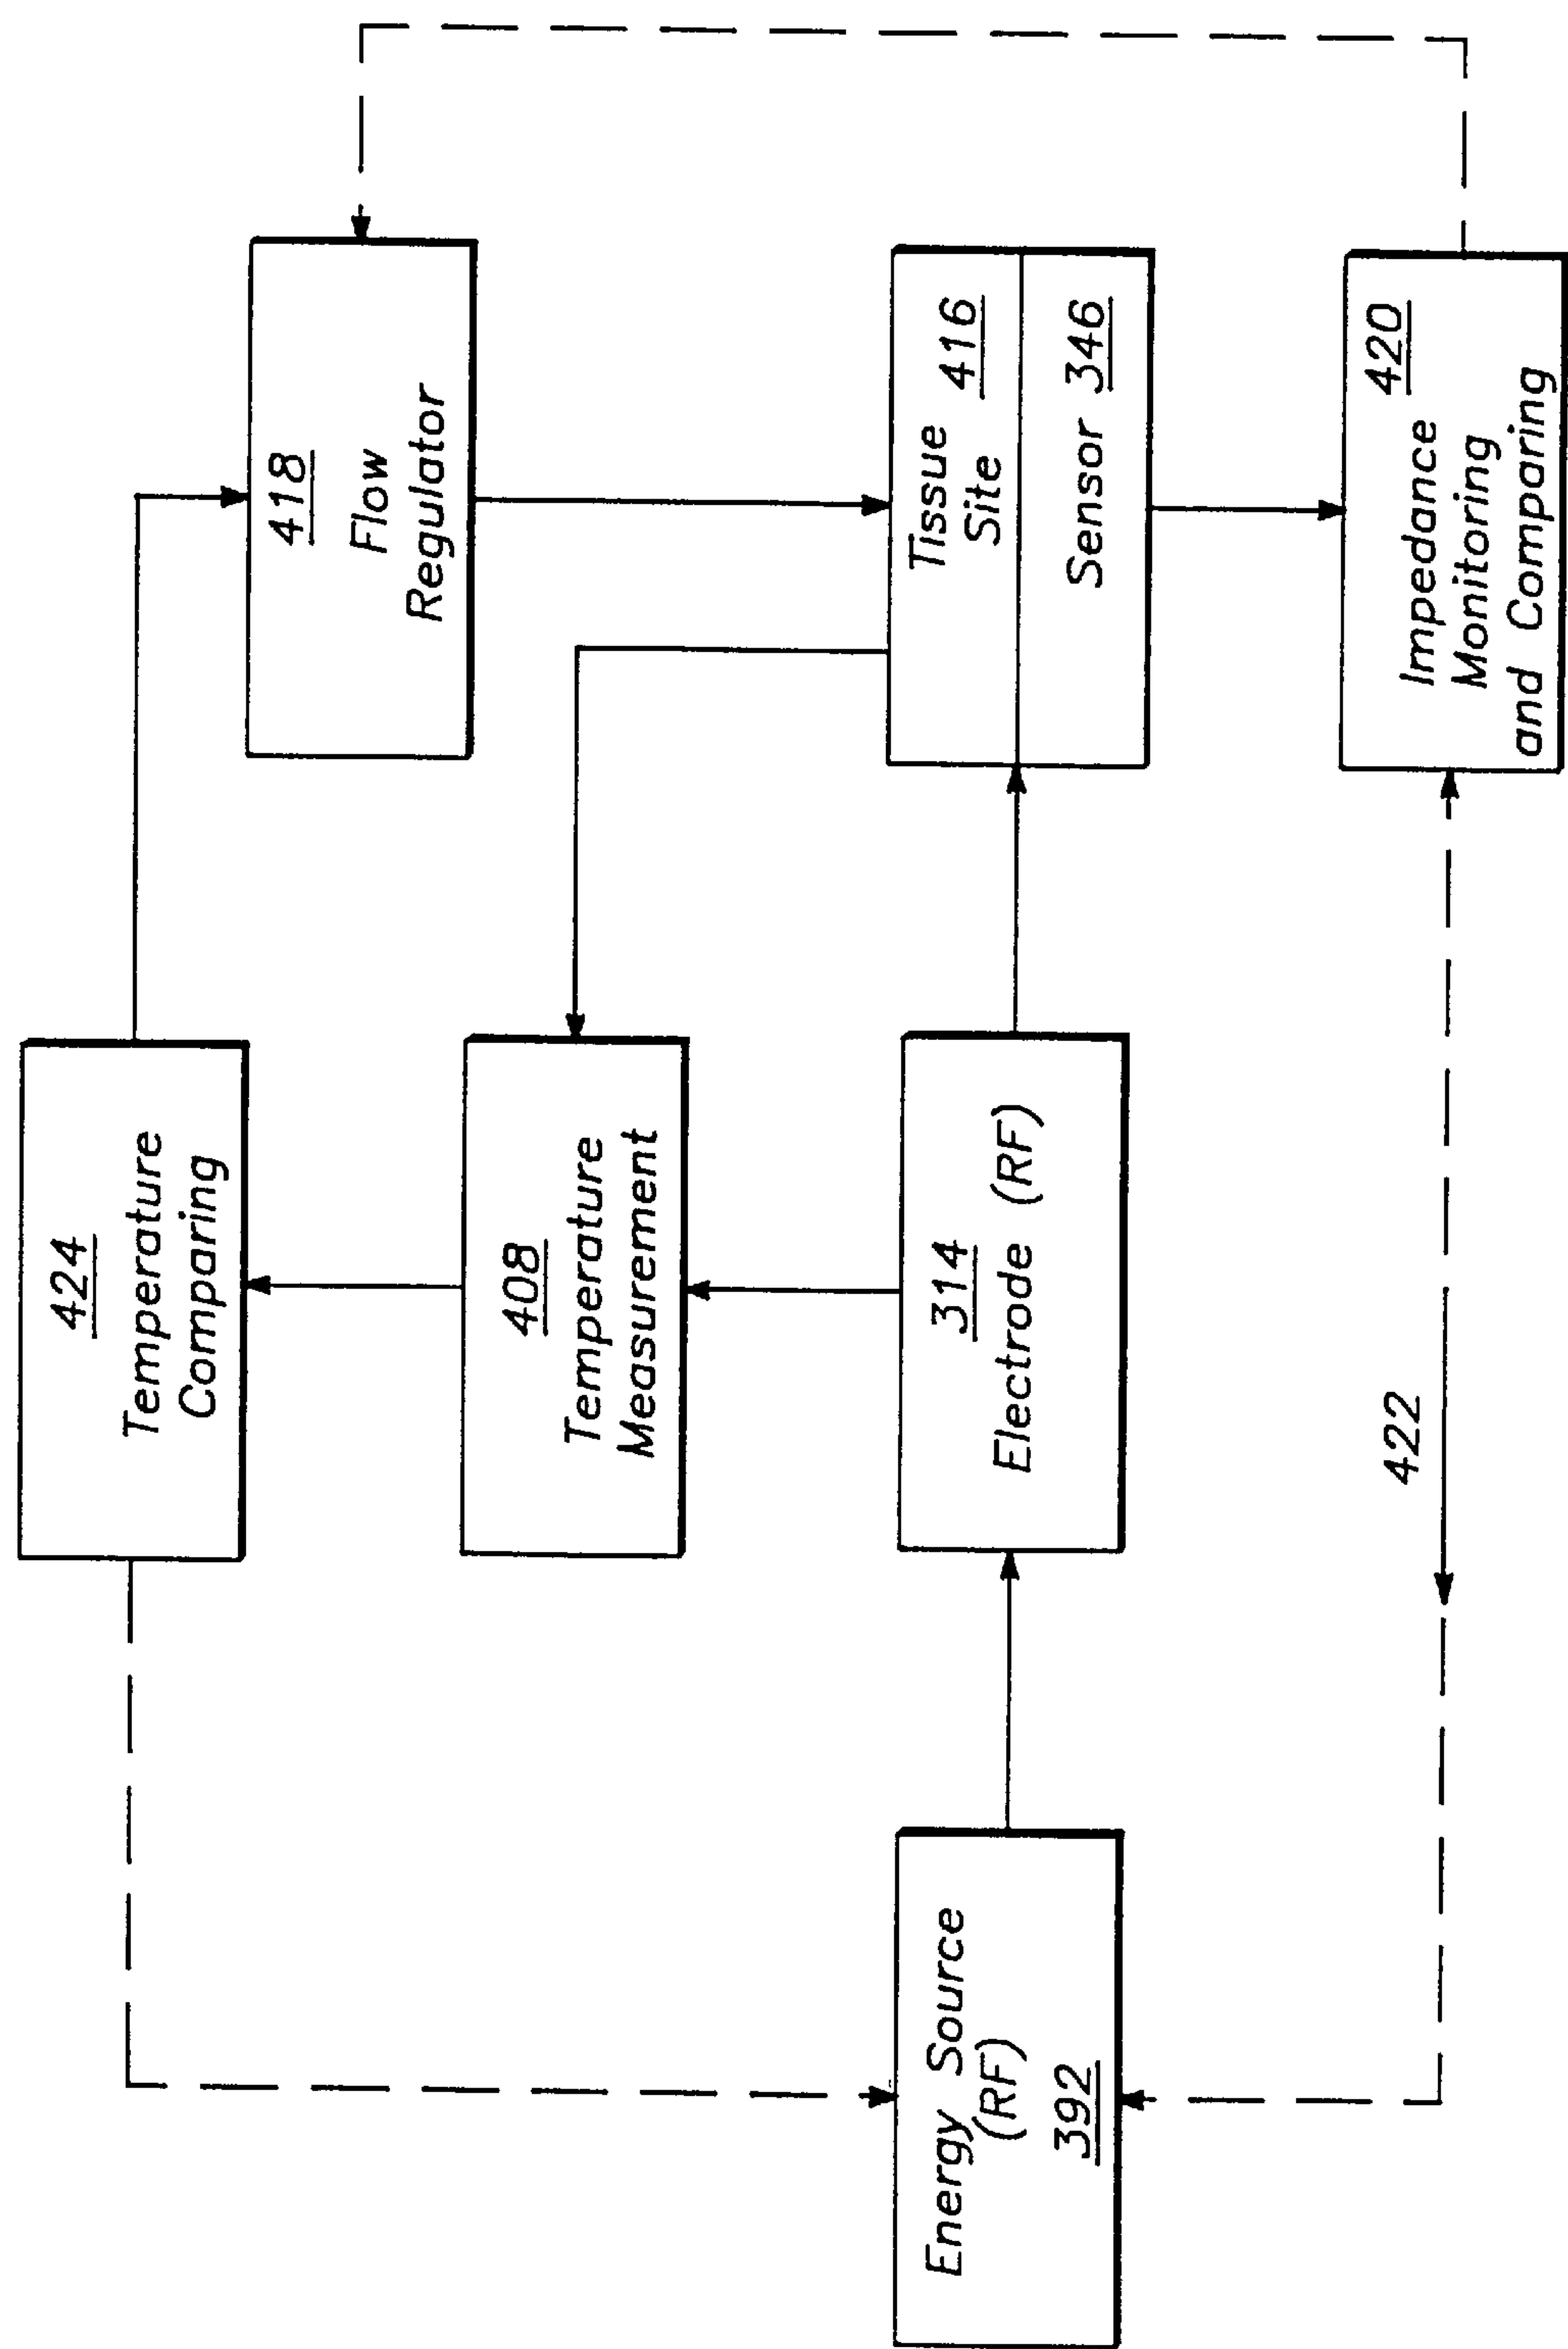 424
Temperature
Comparing
418
Flow
Regulator
408
Temperature
Measurement
Energy Source
(RF)
392
314
Electrode (RF)
Tissue
Site 416
Sensor 346
422
420
Impedance
Monitoring
and Comparing